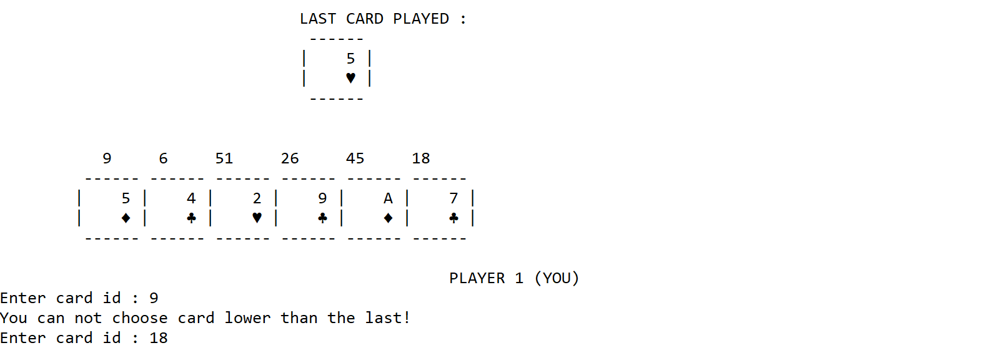 LAST CARD PLAYED :
------
|    5 |
|    ♥ |
------
9     6     51     26     45     18
------ ------ ------ ------ ------ ------
|    5 |    4 |    2 |    9 |    A |    7 |
|    ♦ |    ♣ |    ♥ |    ♣ |    ♦ |    ♣ |
------ ------ ------ ------ ------ ------
PLAYER 1 (YOU)
Enter card id : 9
You can not choose card lower than the last!
Enter card id : 18